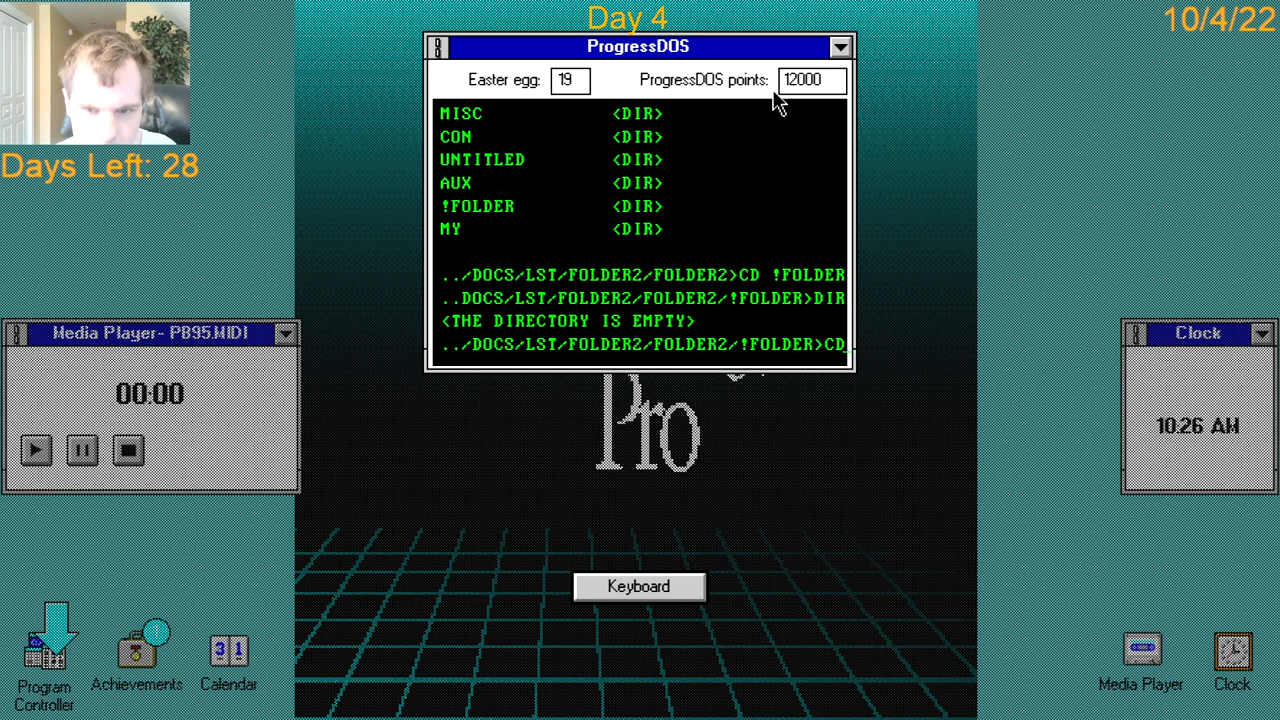 Day 4
10/4/22
Days Left: 28
ProgressDOS
Easter egg: 19 ProgressDOS points: 12000
MISC <DIR>
CON <DIR>
UNTITLED <DIR>
AUX <DIR>
!FOLDER <DIR>
MY <DIR>
../DOCS/LST/FOLDER2/FOLDER2>CD !FOLDER
..DOCS/LST/FOLDER2/FOLDER2/!FOLDER>DIR
<THE DIRECTORY IS EMPTY>
../DOCS/LST/FOLDER2/FOLDER2/!FOLDER>CD_
Media Player- PB95.MIDI
00:00
Clock
10:26 AM
Pro
Keyboard
Program Controller
1
Achievements
31
Calendar
Media Player
Clock